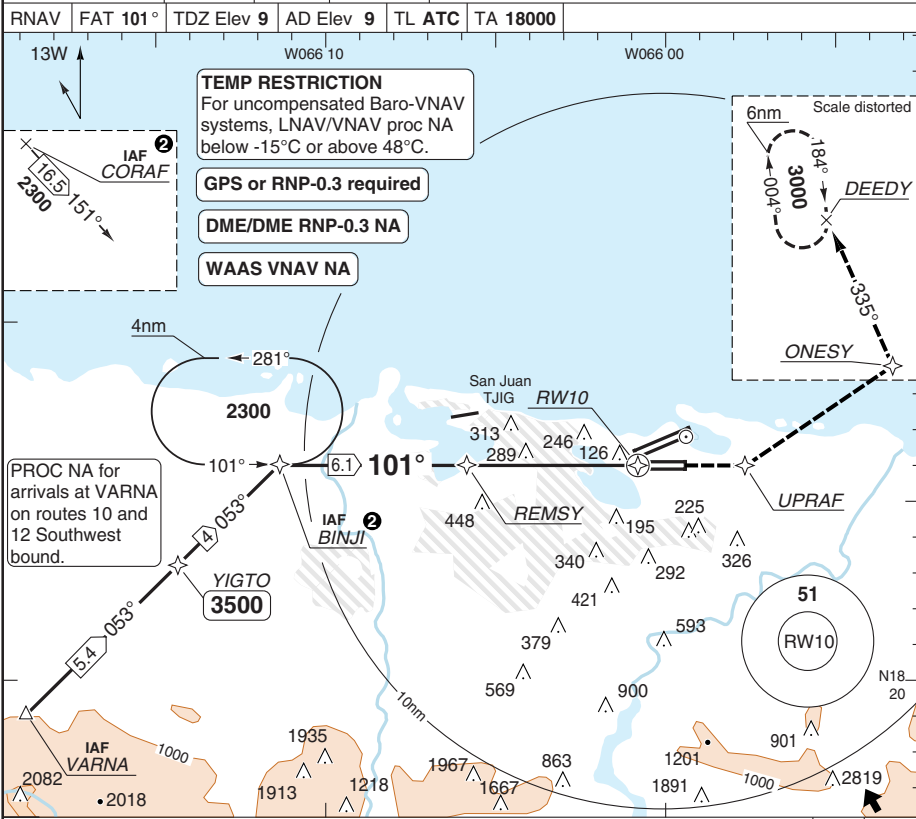 RNAV FAT 101° TDZ Elev 9 AD Elev 9 TL ATC TA 18000
W066 10 W066 00
13W
TEMP RESTRICTION
For uncompensated Baro-VNAV
systems, LNAV/VNAV proc NA
below -15°C or above 48°C.
GPS or RNP-0.3 required
DME/DME RNP-0.3 NA
WAAS VNAV NA
IAF 2
CORAF
16.5 151°
2300
Scale distorted
6nm
184°
3000
004°
DEEDY
335°
ONESY
4nm
281°
2300
101°
6.1 101°
San Juan
TJIG
RW10
313
289
246
126
PROC NA for
arrivals at VARNA
on routes 10 and
12 Southwest
bound.
4 053°
IAF 2
BINJI
REMSY
UPRAF
448
195
225
326
340
292
421
YIGTO
3500
5.4 053°
379
593
569
900
51
RW10
N18
20
10nm
IAF
VARNA
1000
2082
2018
1935
1913
1218
1967
1667
863
1201
1891
1000
901
2819